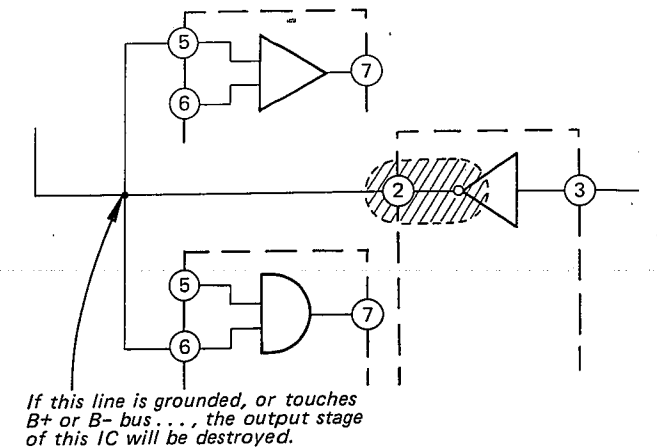 5
6
7
2
3
5
6
7
If this line is grounded, or touches
B+ or B- bus . . . , the output stage
of this IC will be destroyed.